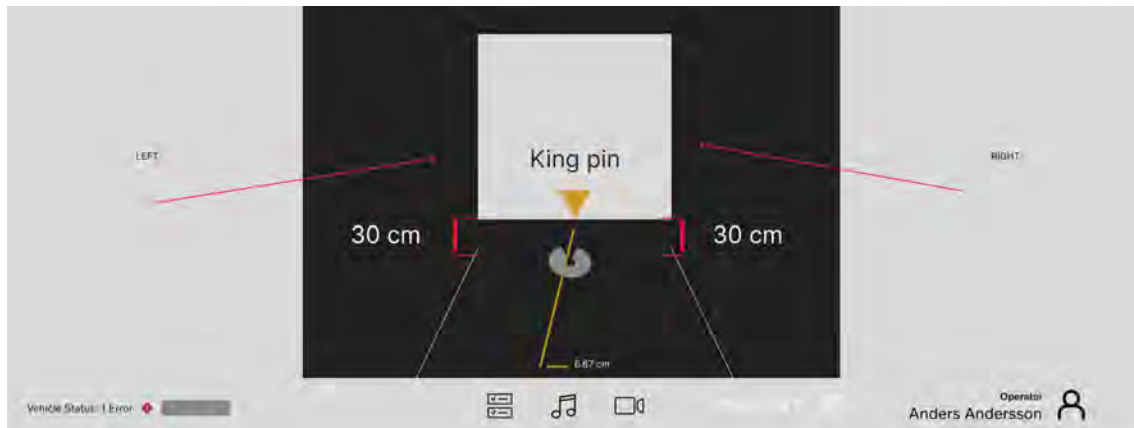 LEFT
King pin
RIGHT
30 cm
30 cm
6.67 cm
Vehicle Status: 1 Error
Operator
Anders Andersson